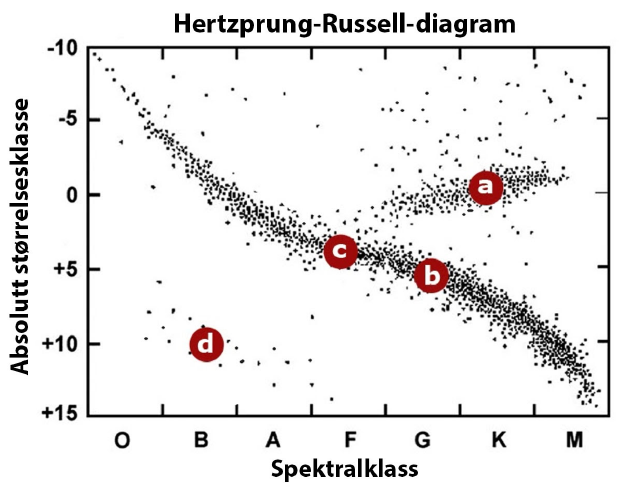 Hertzprung-Russell-diagram
Absolutt størrelsesklasse
-10
-5
0
+5
+10
+15
a
c
b
d
O B A F G K M
Spektralklass